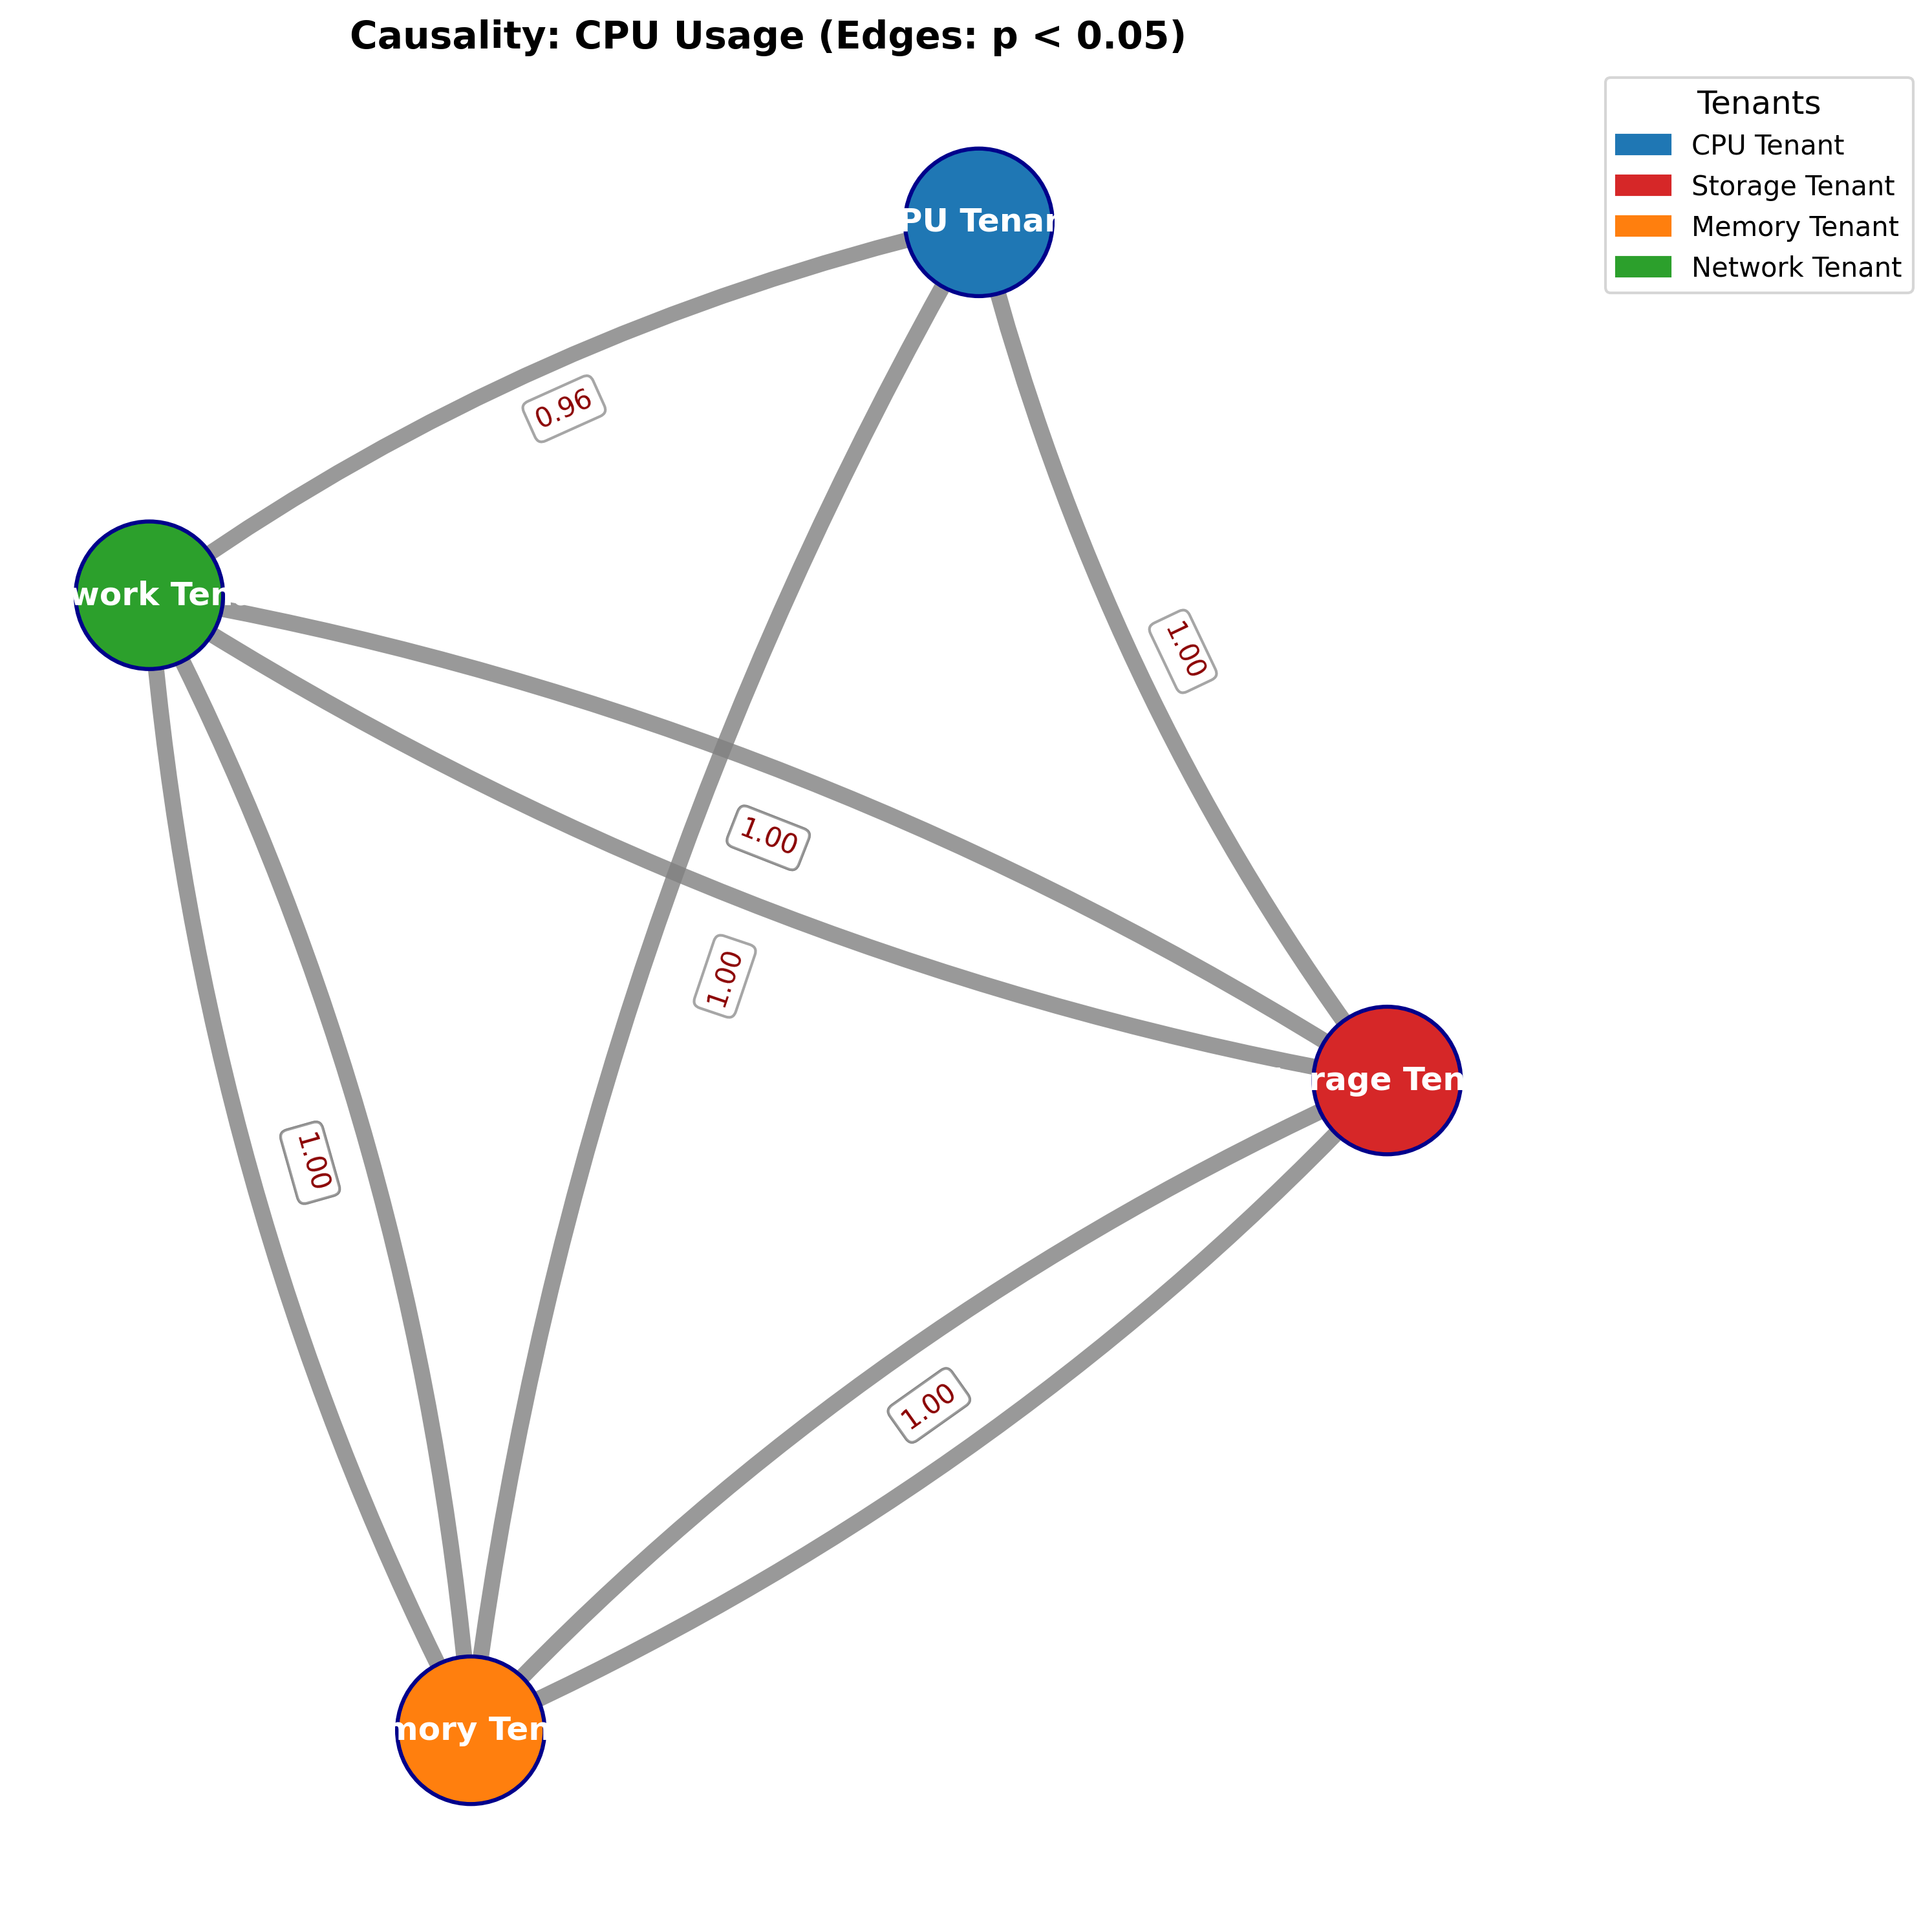 Causality: CPU Usage (Edges: p < 0.05)
Tenants
CPU Tenant
Storage Tenant
Memory Tenant
Network Tenant
PU Tenan
0.96
work Ten
1.00
1.00
1.00
rage Ten
1.00
1.00
mory Ten